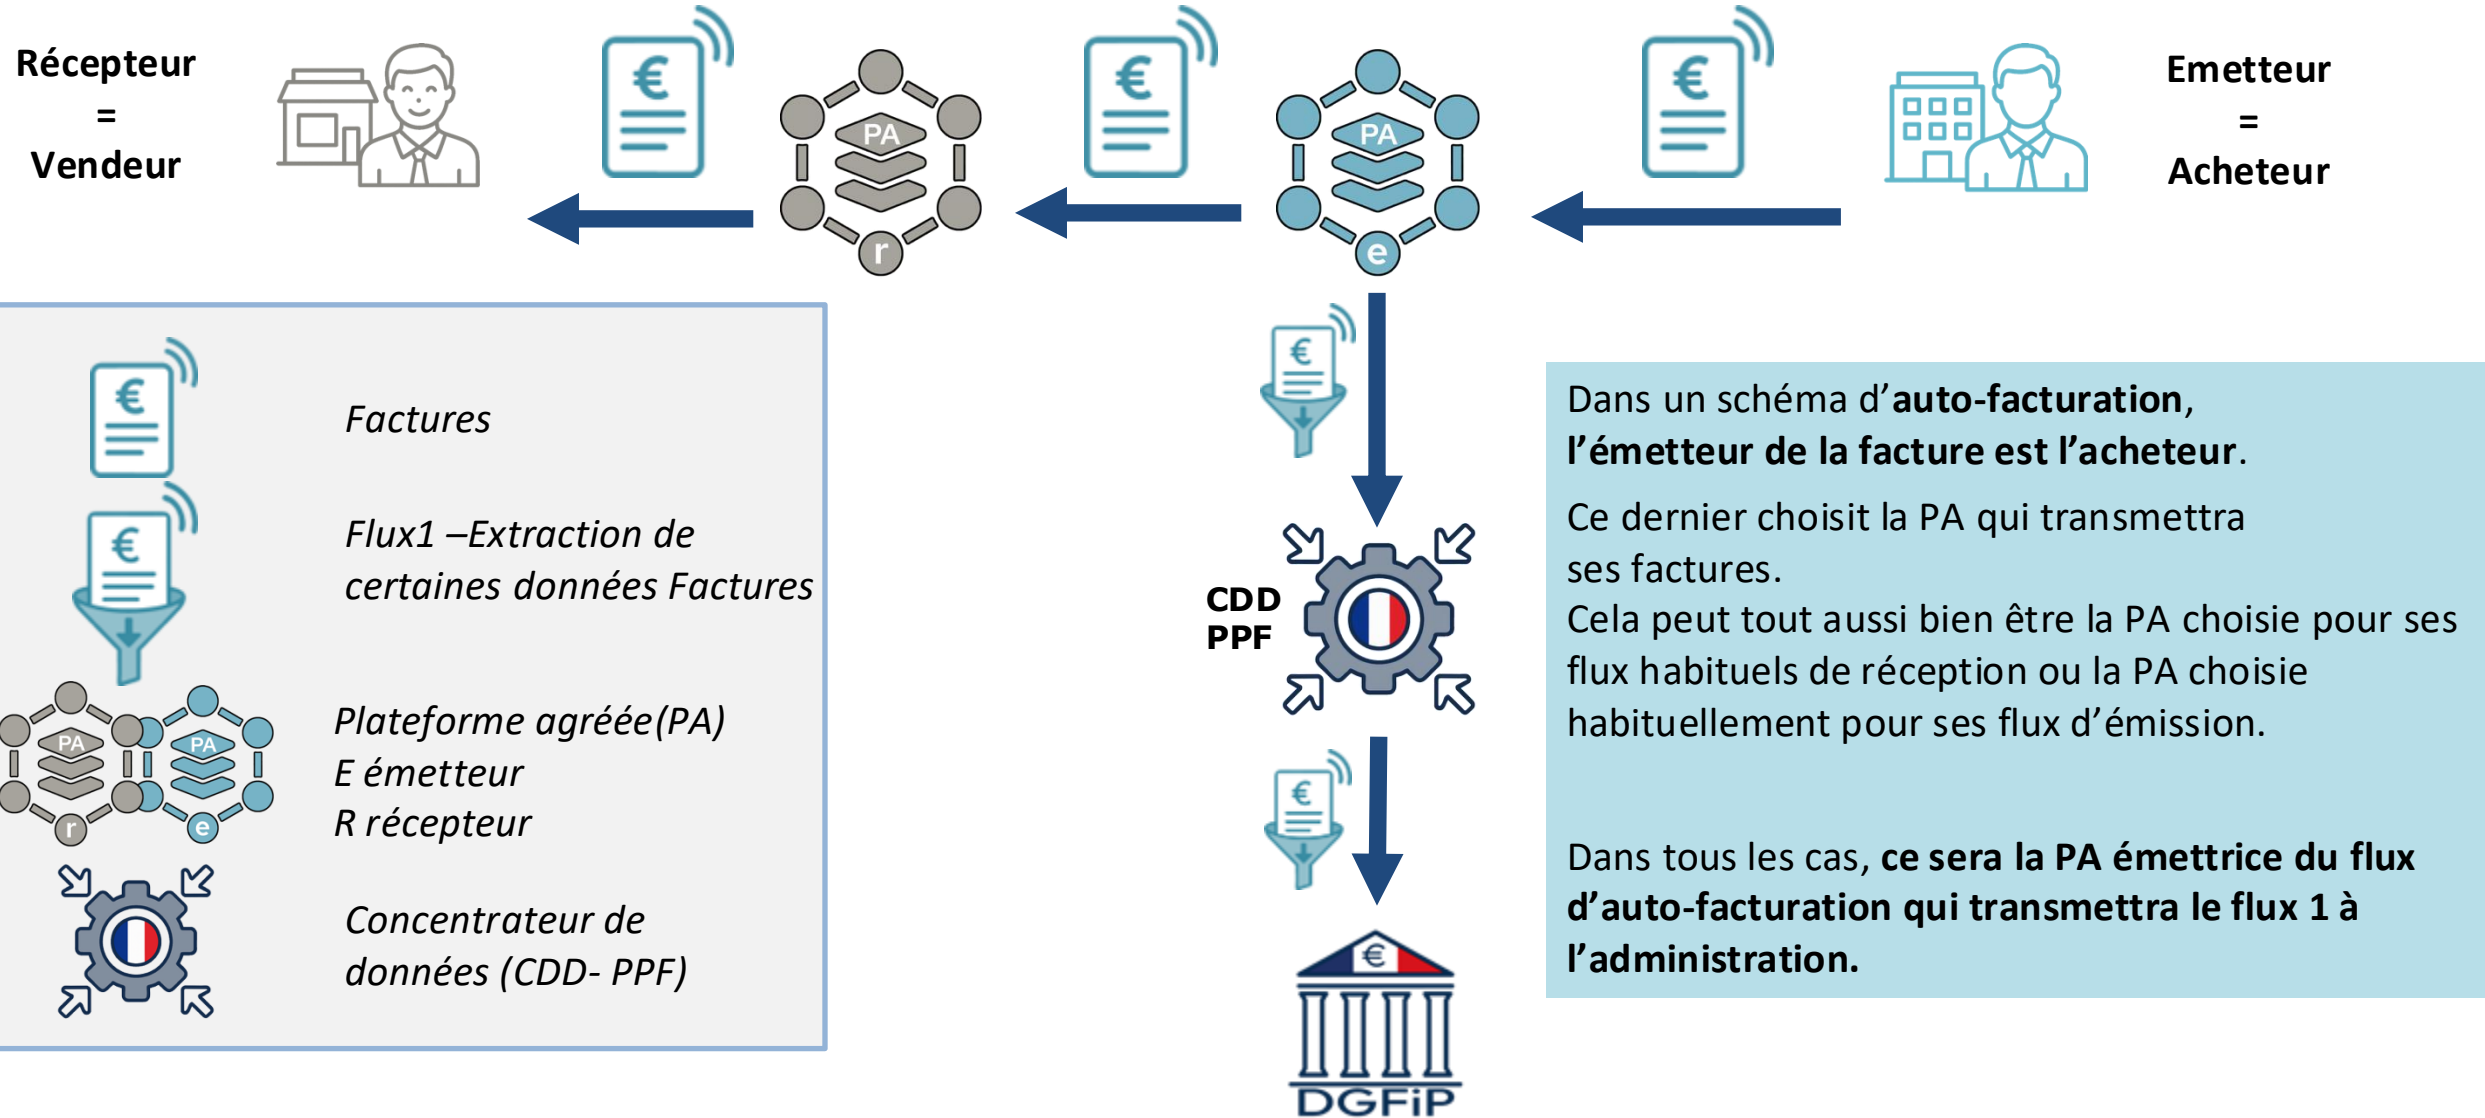 Récepteur
=
Vendeur
€
€
€
Emetteur
=
Acheteur
PA
r
PA
e
€
Factures
€
Flux1 –Extraction de
certaines données Factures
PA
r
PA
e
Plateforme agréée(PA)
E émetteur
R récepteur
Concentrateur de
données (CDD- PPF)
€
CDD
PPF
€
€
DGFiP
Dans un schéma d’auto-facturation,
l’émetteur de la facture est l’acheteur.
Ce dernier choisit la PA qui transmettra
ses factures.
Cela peut tout aussi bien être la PA choisie pour ses
flux habituels de réception ou la PA choisie
habituellement pour ses flux d’émission.
Dans tous les cas, ce sera la PA émettrice du flux
d’auto-facturation qui transmettra le flux 1 à
l’administration.